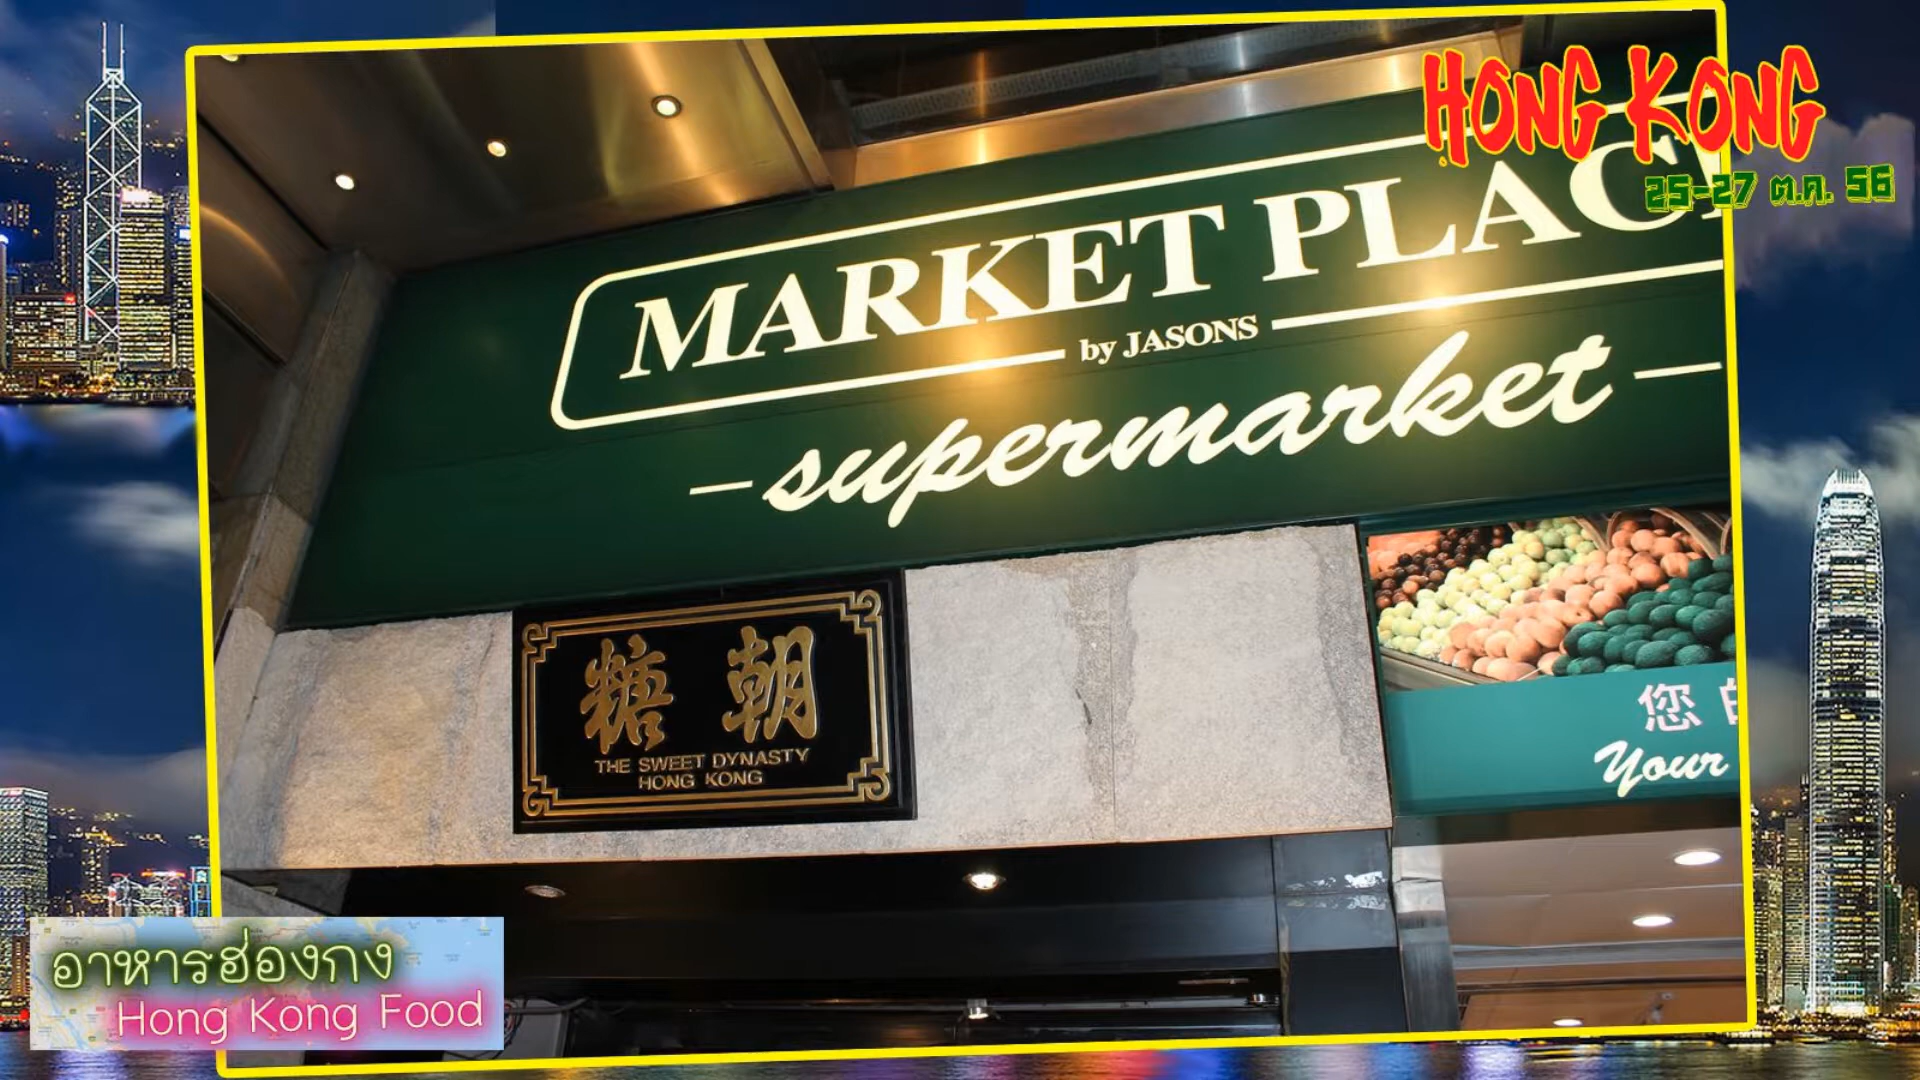 HONG KONG
25-27 ต.ค. 56
MARKET PLAC
by JASONS
supermarket
糖朝
THE SWEET DYNASTY
HONG KONG
您
Your
อาหารฮ่องกง
Hong Kong Food